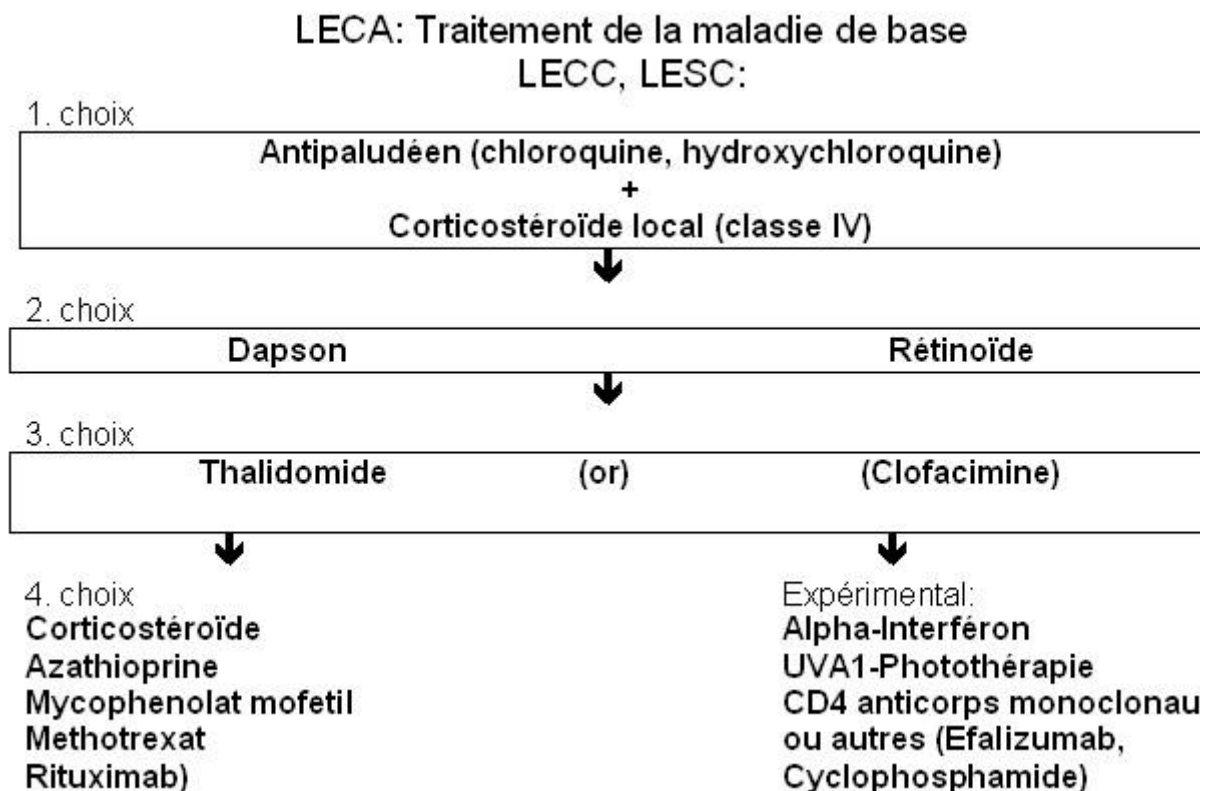 LECA: Traitement de la maladie de base
LECC, LESC:
1. choix
Antipaludéen (chloroquine, hydroxychloroquine)
+
Corticostéroïde local (classe IV)
2. choix
Dapson Rétinoïde
3. choix
Thalidomide (or) (Clofacimine)
4. choix
Corticostéroïde
Azathioprine
Mycophenolat mofetil
Methotrexat
Rituximab)
Expérimental:
Alpha-Interféron
UVA1-Photothérapie
CD4 anticorps monoclonau
ou autres (Efalizumab,
Cyclophosphamide)